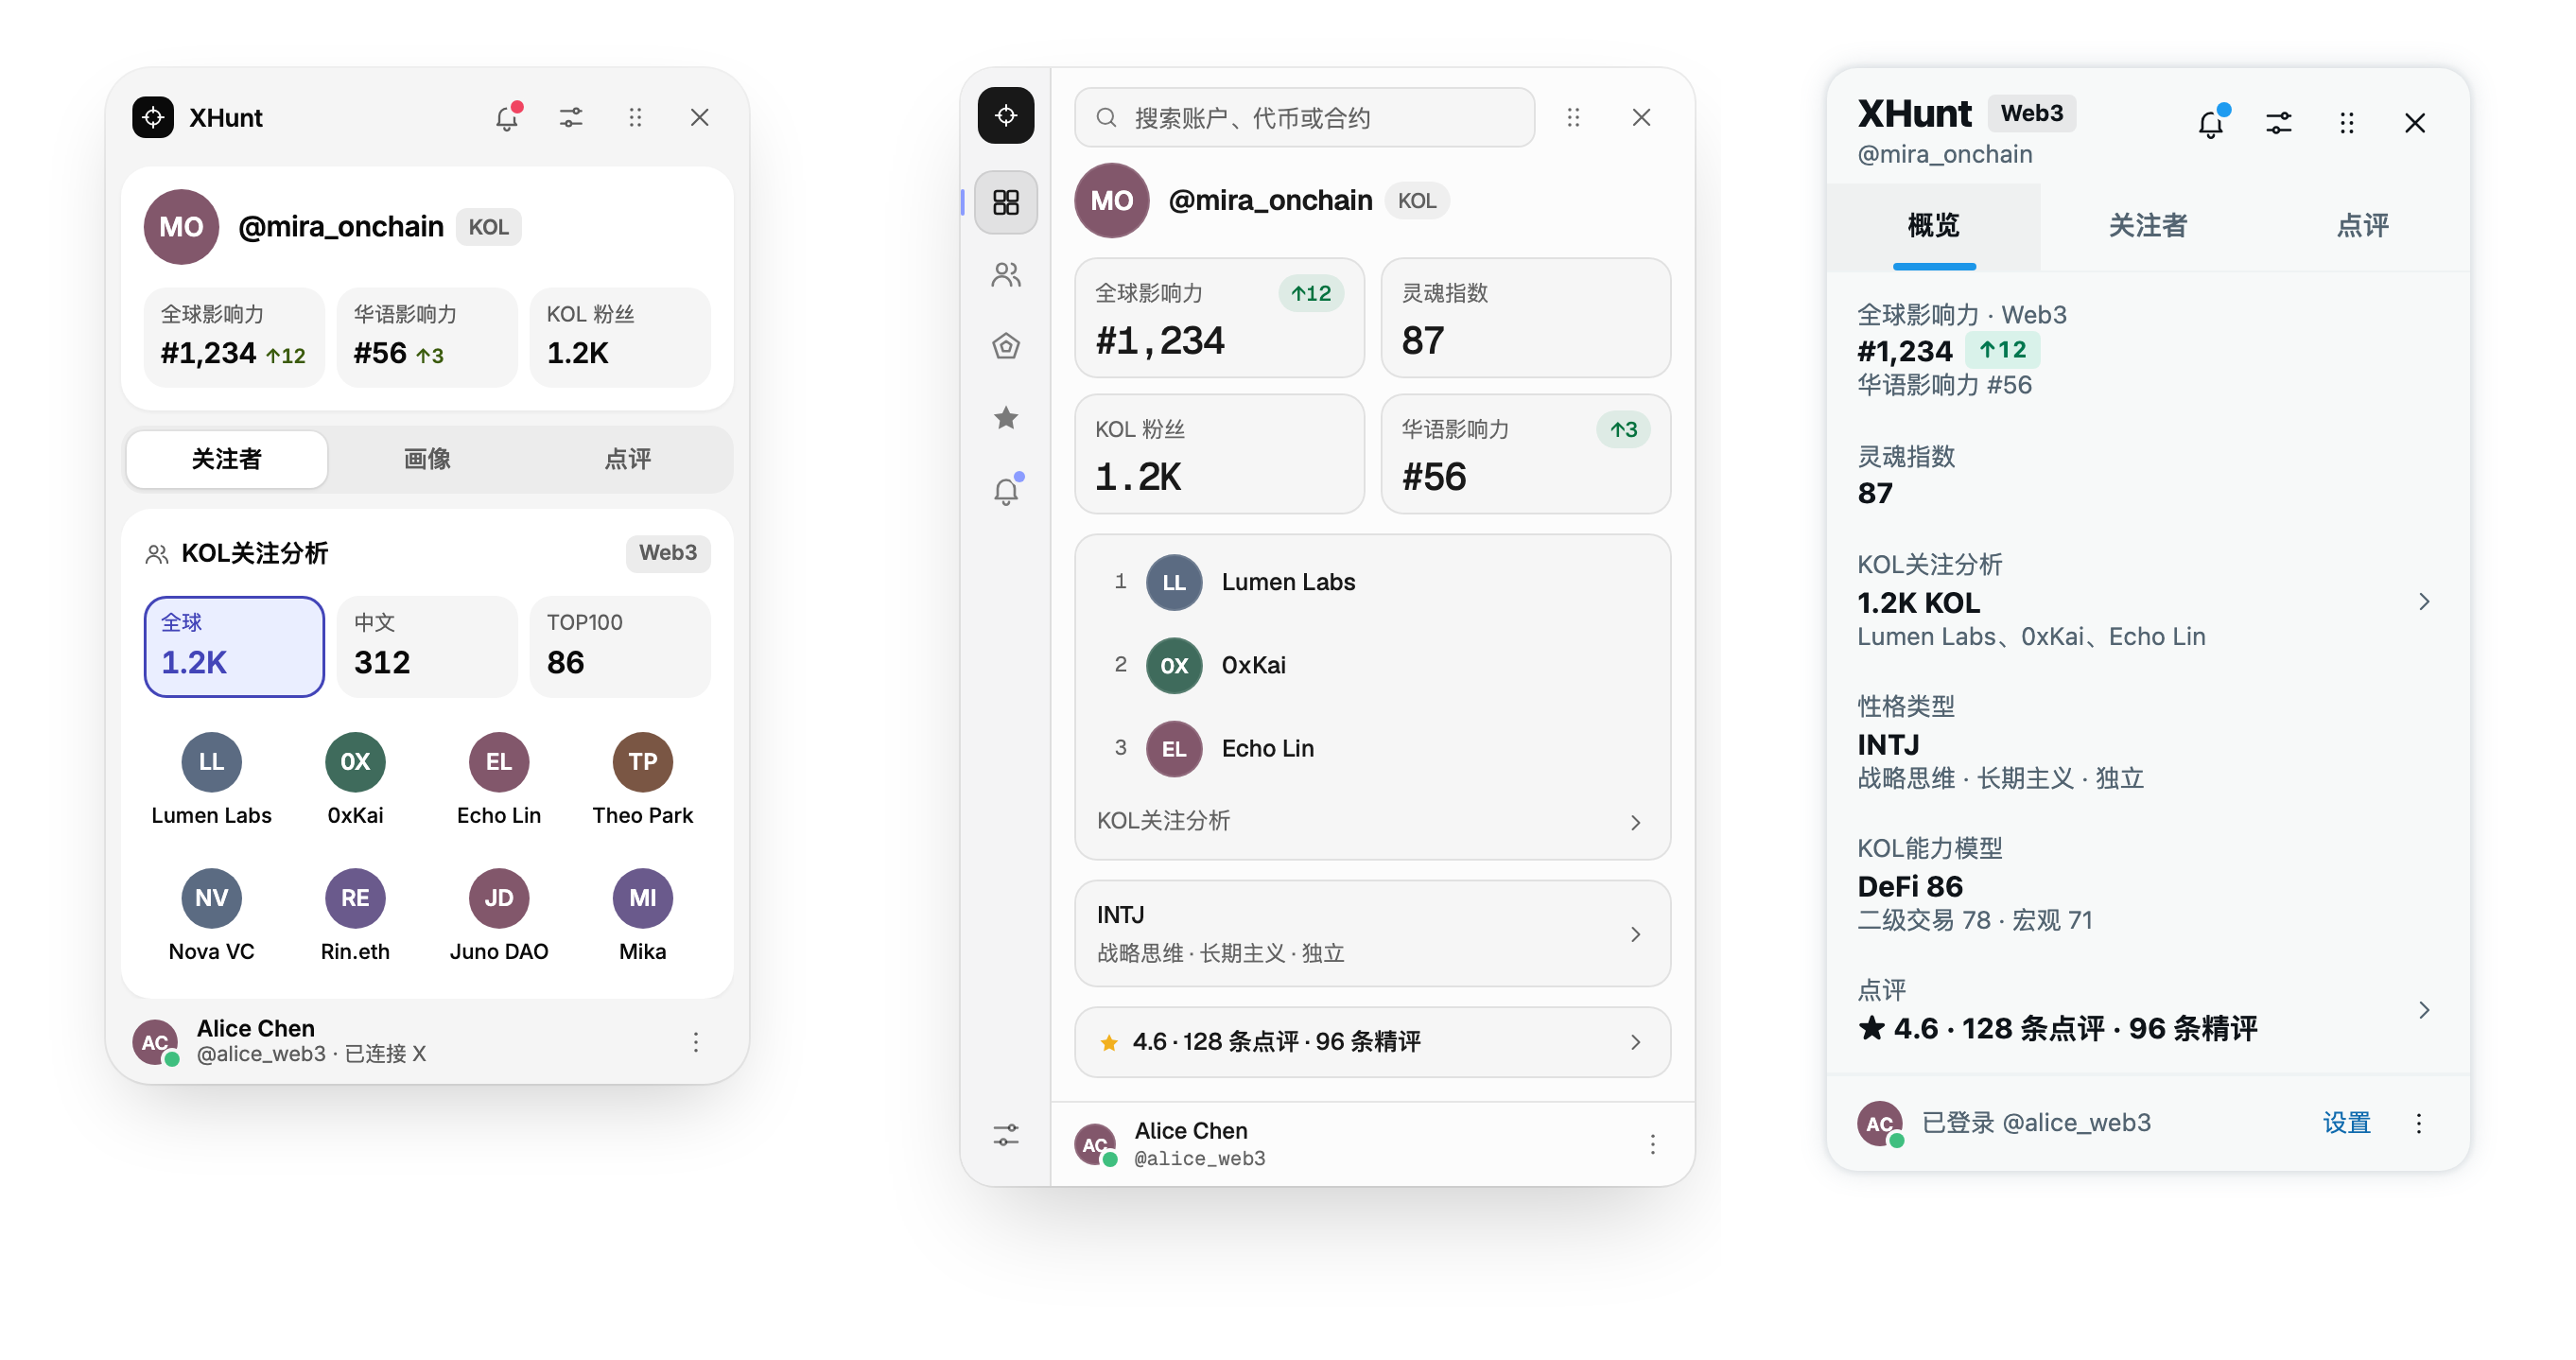 XHunt
MO @mira_onchain KOL
全球影响力 华语影响力 KOL 粉丝
#1,234 ↑12 #56 ↑3 1.2K
关注者 画像 点评
KOL关注分析 Web3
全球 中文 TOP100
1.2K 312 86
LL 0X EL TP
Lumen Labs 0xKai Echo Lin Theo Park
NV RE JD MI
Nova VC Rin.eth Juno DAO Mika
AC Alice Chen
@alice_web3 · 已连接 X
搜索账户、代币或合约
MO @mira_onchain KOL
全球影响力 ↑12 灵魂指数
#1,234 87
KOL 粉丝 华语影响力 ↑3
1.2K #56
1 LL Lumen Labs
2 0X 0xKai
3 EL Echo Lin
KOL关注分析
INTJ
战略思维 · 长期主义 · 独立
4.6 · 128 条点评 · 96 条精评
AC Alice Chen
@alice_web3
XHunt Web3
@mira_onchain
概览 关注者 点评
全球影响力 · Web3
#1,234 ↑12
华语影响力 #56
灵魂指数
87
KOL关注分析
1.2K KOL
Lumen Labs、0xKai、Echo Lin
性格类型
INTJ
战略思维 · 长期主义 · 独立
KOL能力模型
DeFi 86
二级交易 78 · 宏观 71
点评
★ 4.6 · 128 条点评 · 96 条精评
AC 已登录 @alice_web3 设置